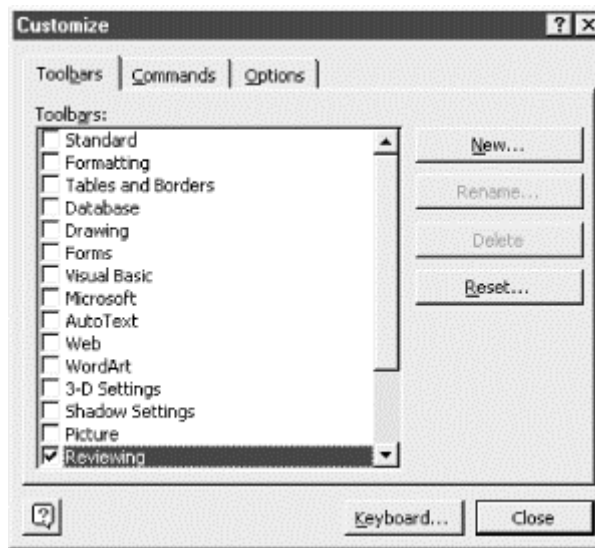 Customize
Toolbars Commands Options
Toolbars:
Standard
Formatting
Tables and Borders
Database
Drawing
Forms
Visual Basic
Microsoft
AutoText
Web
WordArt
3-D Settings
Shadow Settings
Picture
Reviewing
New...
Rename...
Delete
Reset...
Keyboard... Close